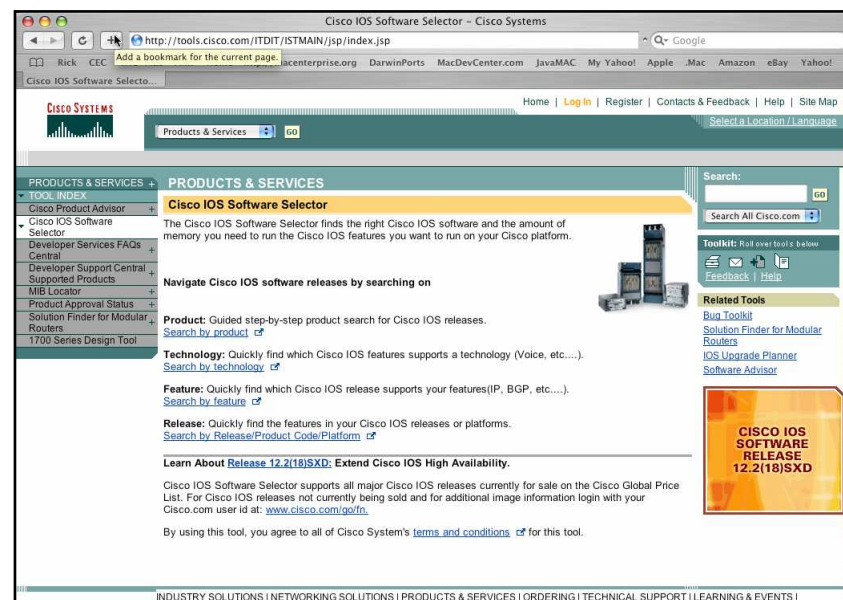 Cisco IOS Software Selector – Cisco Systems
http://tools.cisco.com/ITDIT/ISTMAIN/jsp/index.jsp
Google
Rick CEC
Add a bookmark for the current page.
acenterprise.org DarwinPorts MacDevCenter.com JavaMAC My Yahoo! Apple .Mac Amazon eBay Yahoo!
Cisco IOS Software Selecto...
CISCO SYSTEMS
Home | Log In | Register | Contacts & Feedback | Help | Site Map
Select a Location / Language
Products & Services GO
PRODUCTS & SERVICES +
TOOL INDEX
Cisco Product Advisor +
Cisco IOS Software
Selector
Developer Services FAQs
Central +
Developer Support Central
Supported Products +
MIB Locator +
Product Approval Status +
Solution Finder for Modular
Routers +
1700 Series Design Tool
PRODUCTS & SERVICES
Cisco IOS Software Selector
The Cisco IOS Software Selector finds the right Cisco IOS software and the amount of
memory you need to run the Cisco IOS features you want to run on your Cisco platform.
Navigate Cisco IOS software releases by searching on
Product: Guided step-by-step product search for Cisco IOS releases.
Search by product
Technology: Quickly find which Cisco IOS features supports a technology (Voice, etc....).
Search by technology
Feature: Quickly find which Cisco IOS release supports your features(IP, BGP, etc....).
Search by feature
Release: Quickly find the features in your Cisco IOS releases or platforms.
Search by Release/Product Code/Platform
Learn About Release 12.2(18)SXD: Extend Cisco IOS High Availability.
Cisco IOS Software Selector supports all major Cisco IOS releases currently for sale on the Cisco Global Price
List. For Cisco IOS releases not currently being sold and for additional image information login with your
Cisco.com user id at: www.cisco.com/go/fn.
By using this tool, you agree to all of Cisco System's terms and conditions for this tool.
Search:
GO
Search All Cisco.com
Toolkit: Roll over tools below
Feedback | Help
Related Tools
Bug Toolkit
Solution Finder for Modular
Routers
IOS Upgrade Planner
Software Advisor
CISCO IOS
SOFTWARE
RELEASE
12.2(18)SXD
INDUSTRY SOLUTIONS | NETWORKING SOLUTIONS | PRODUCTS & SERVICES | ORDERING | TECHNICAL SUPPORT | LEARNING & EVENTS |